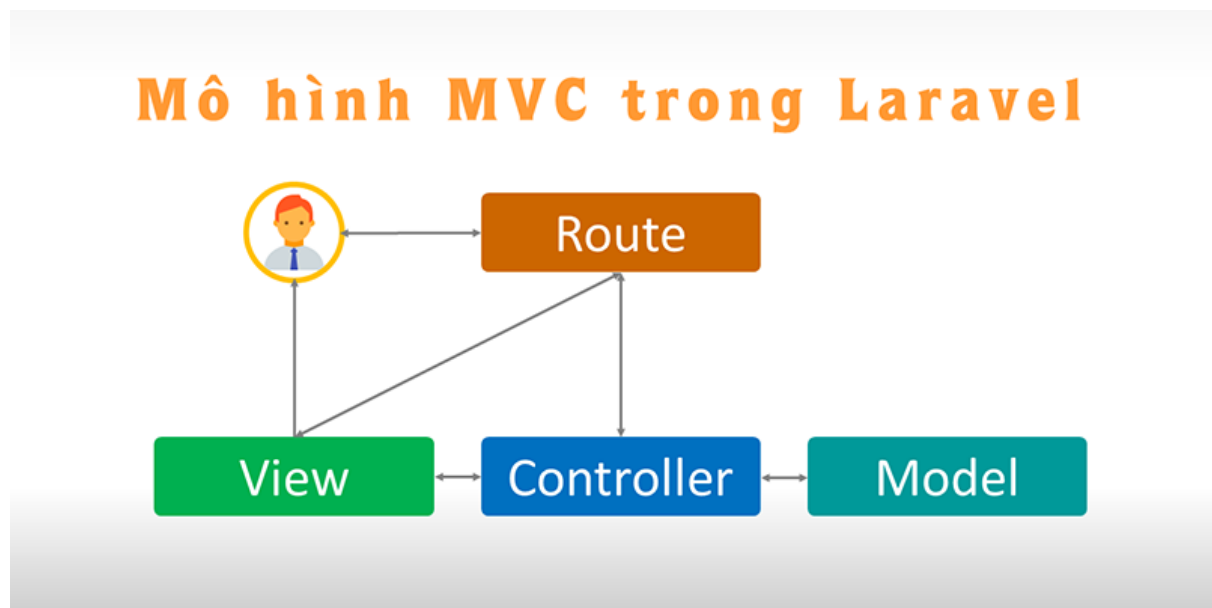 Mô hình MVC trong Laravel
Route
View
Controller
Model